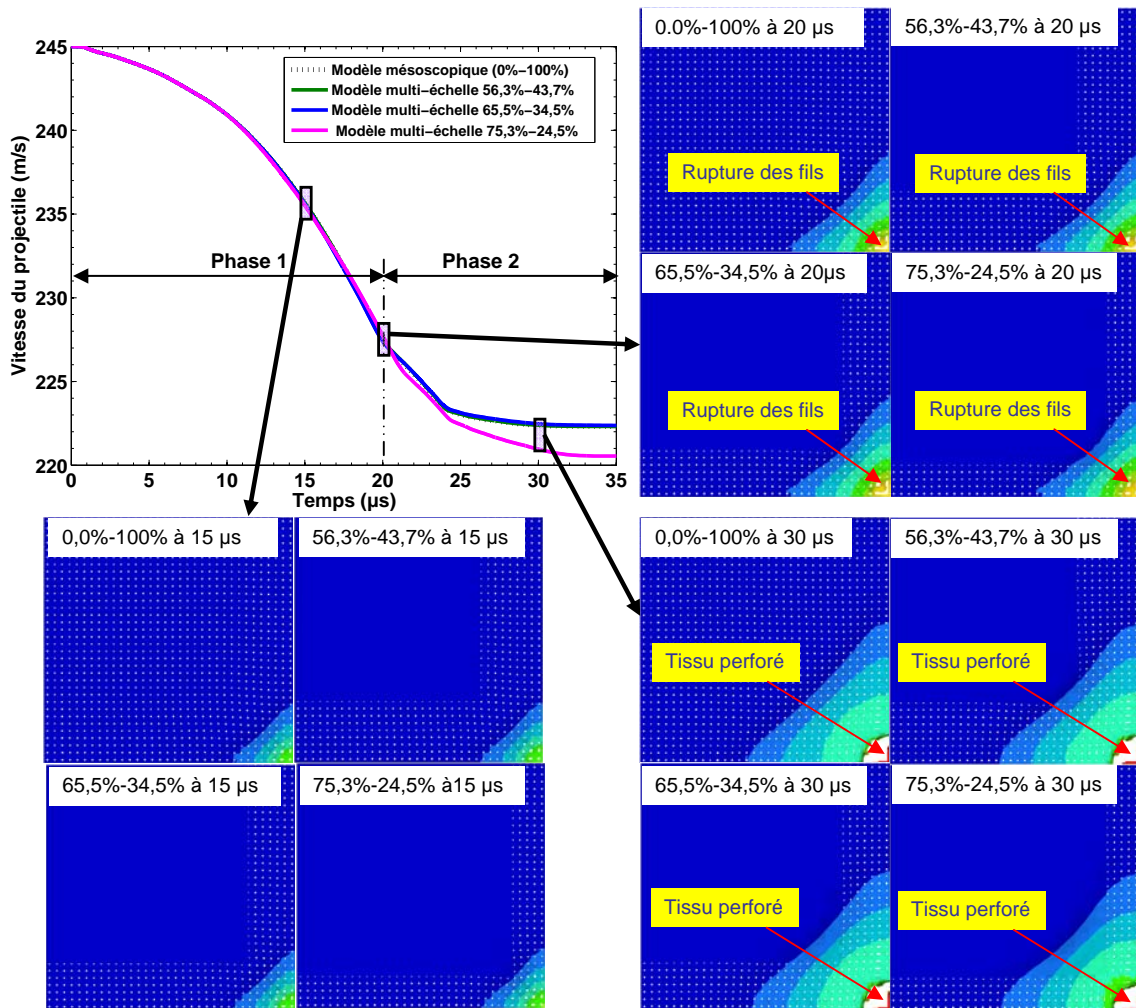 245
240
235
230
225
220
Vitesse du projectile (m/s)
0
5
10
15
20
25
30
35
Temps (µs)
Modèle mésoscopique (0%−100%)
Modèle multi−échelle 56,3%−43,7%
Modèle multi−échelle 65,5%−34,5%
Modèle multi−échelle 75,3%−24,5%
Phase 1
Phase 2
0.0%-100% à 20 µs
56,3%-43,7% à 20 µs
Rupture des fils
Rupture des fils
65,5%-34,5% à 20µs
75,3%-24,5% à 20 µs
Rupture des fils
Rupture des fils
0,0%-100% à 15 µs
56,3%-43,7% à 15 µs
65,5%-34,5% à 15 µs
75,3%-24,5% à15 µs
0,0%-100% à 30 µs
56,3%-43,7% à 30 µs
Tissu perforé
Tissu perforé
65,5%-34,5% à 30 µs
75,3%-24,5% à 30 µs
Tissu perforé
Tissu perforé